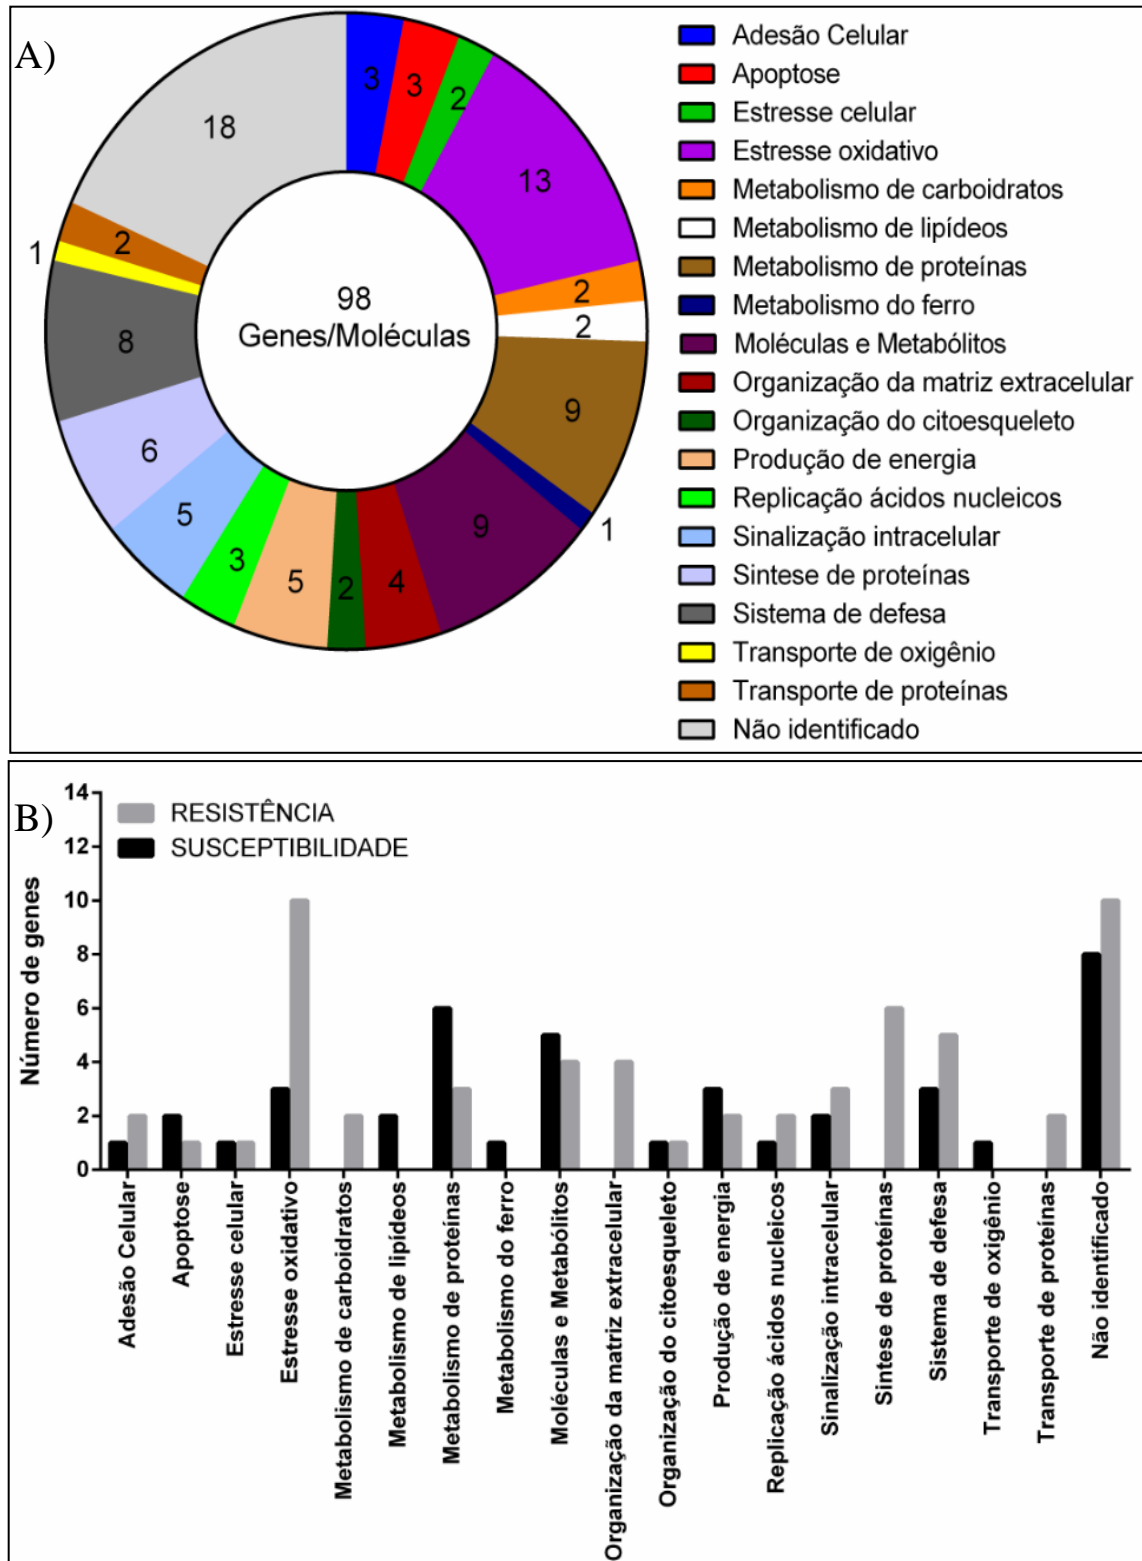 A)
3
3
2
13
2
2
9
1
9
4
2
5
3
5
6
8
1
2
18
98
Genes/Moléculas
Adesão Celular
Apoptose
Estresse celular
Estresse oxidativo
Metabolismo de carboidratos
Metabolismo de lipídeos
Metabolismo de proteínas
Metabolismo do ferro
Moléculas e Metabólitos
Organização da matriz extracelular
Organização do citoesqueleto
Produção de energia
Replicação ácidos nucleicos
Sinalização intracelular
Sintese de proteínas
Sistema de defesa
Transporte de oxigênio
Transporte de proteínas
Não identificado
B)
RESISTÊNCIA
SUSCEPTIBILIDADE
Número de genes
14
12
10
8
6
4
2
0
Adesão Celular
Apoptose
Estresse celular
Estresse oxidativo
Metabolismo de carboidratos
Metabolismo de lipídeos
Metabolismo de proteínas
Metabolismo do ferro
Moléculas e Metabólitos
Organização da matriz extracelular
Organização do citoesqueleto
Produção de energia
Replicação ácidos nucleicos
Sinalização intracelular
Sintese de proteínas
Sistema de defesa
Transporte de oxigênio
Transporte de proteínas
Não identificado